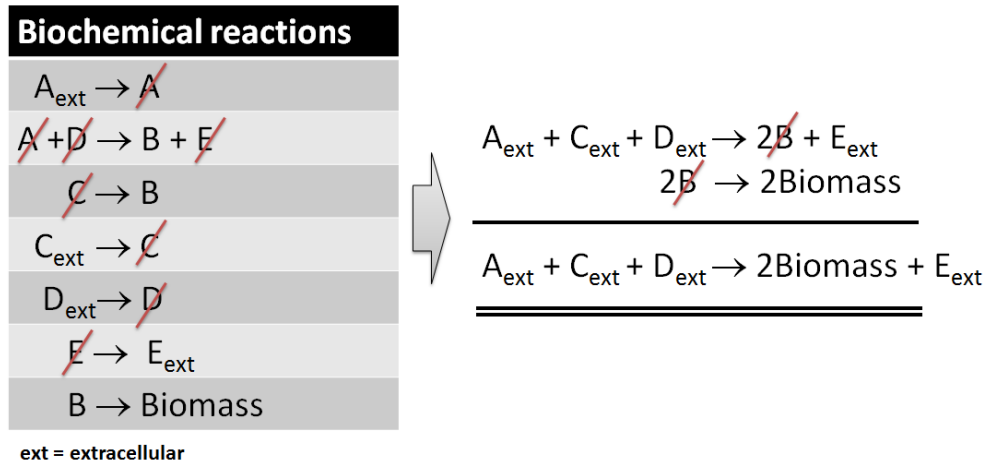 Biochemical reactions
Aext → A
A +D → B + E
C → B
Cext → C
Dext → D
E → Eext
B → Biomass
ext = extracellular
Aext + Cext + Dext → 2B + Eext
2B → 2Biomass
Aext + Cext + Dext → 2Biomass + Eext